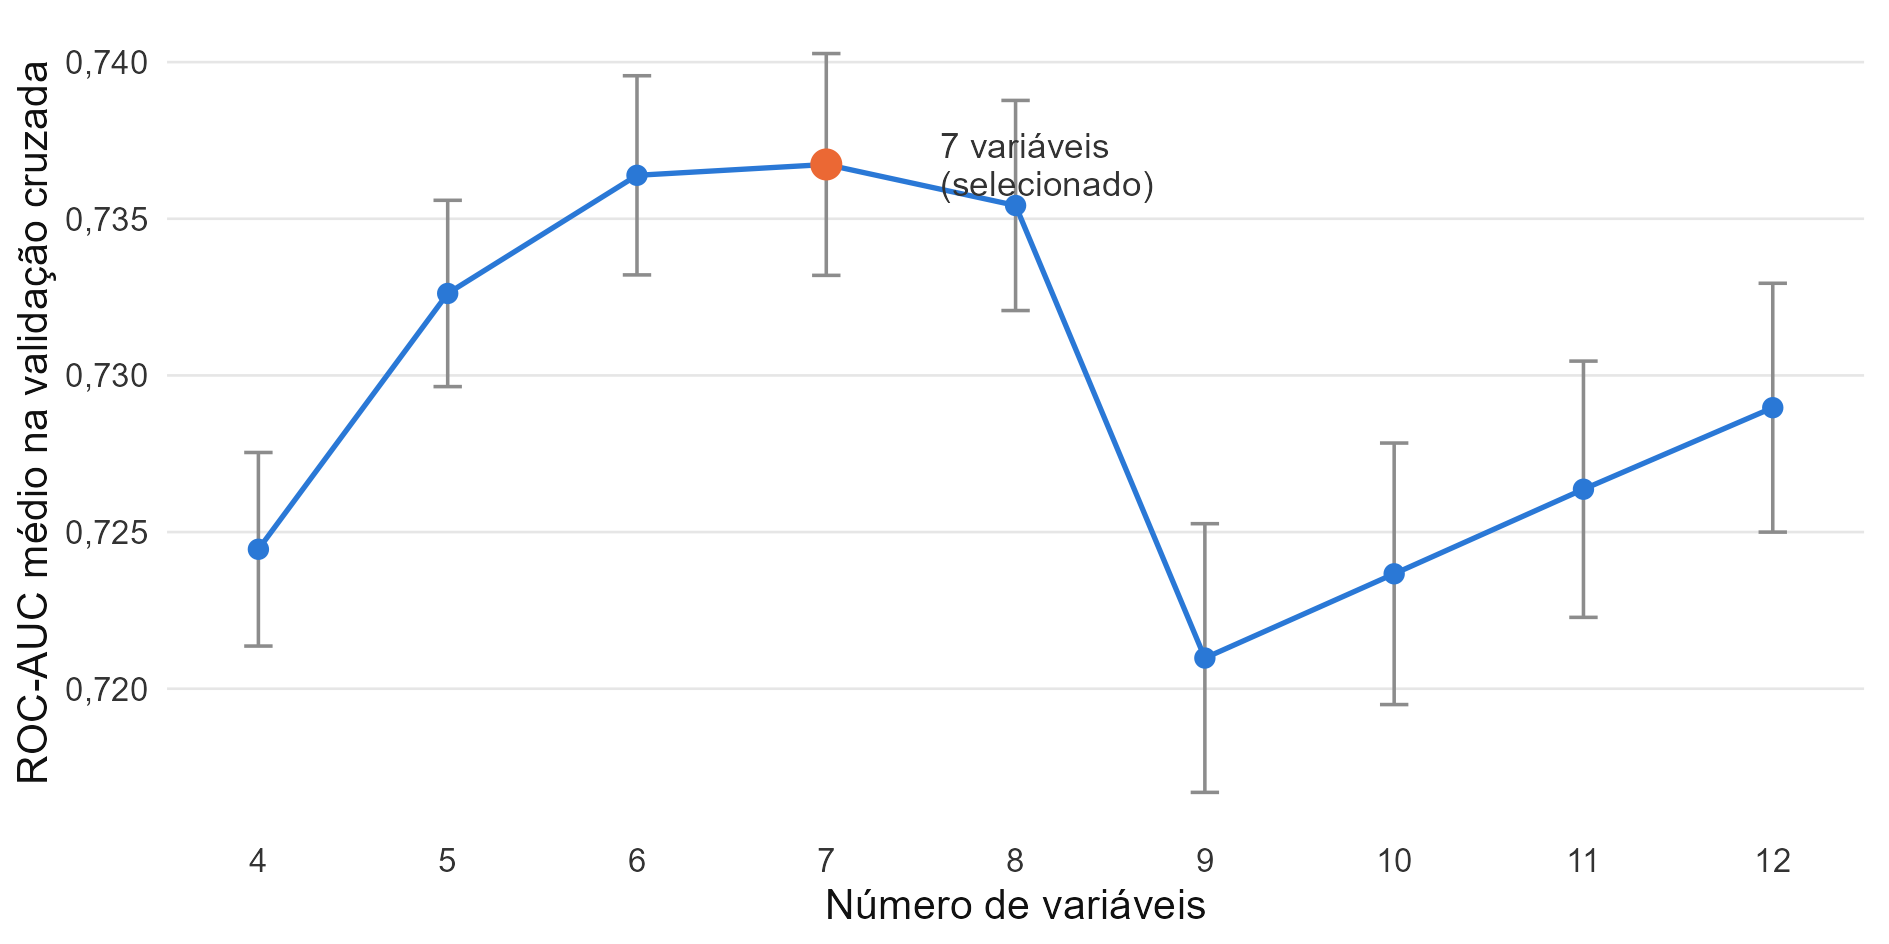 ROC-AUC médio na validação cruzada
0,740
0,735
0,730
0,725
0,720
7 variáveis
(selecionado)
4 5 6 7 8 9 10 11 12
Número de variáveis